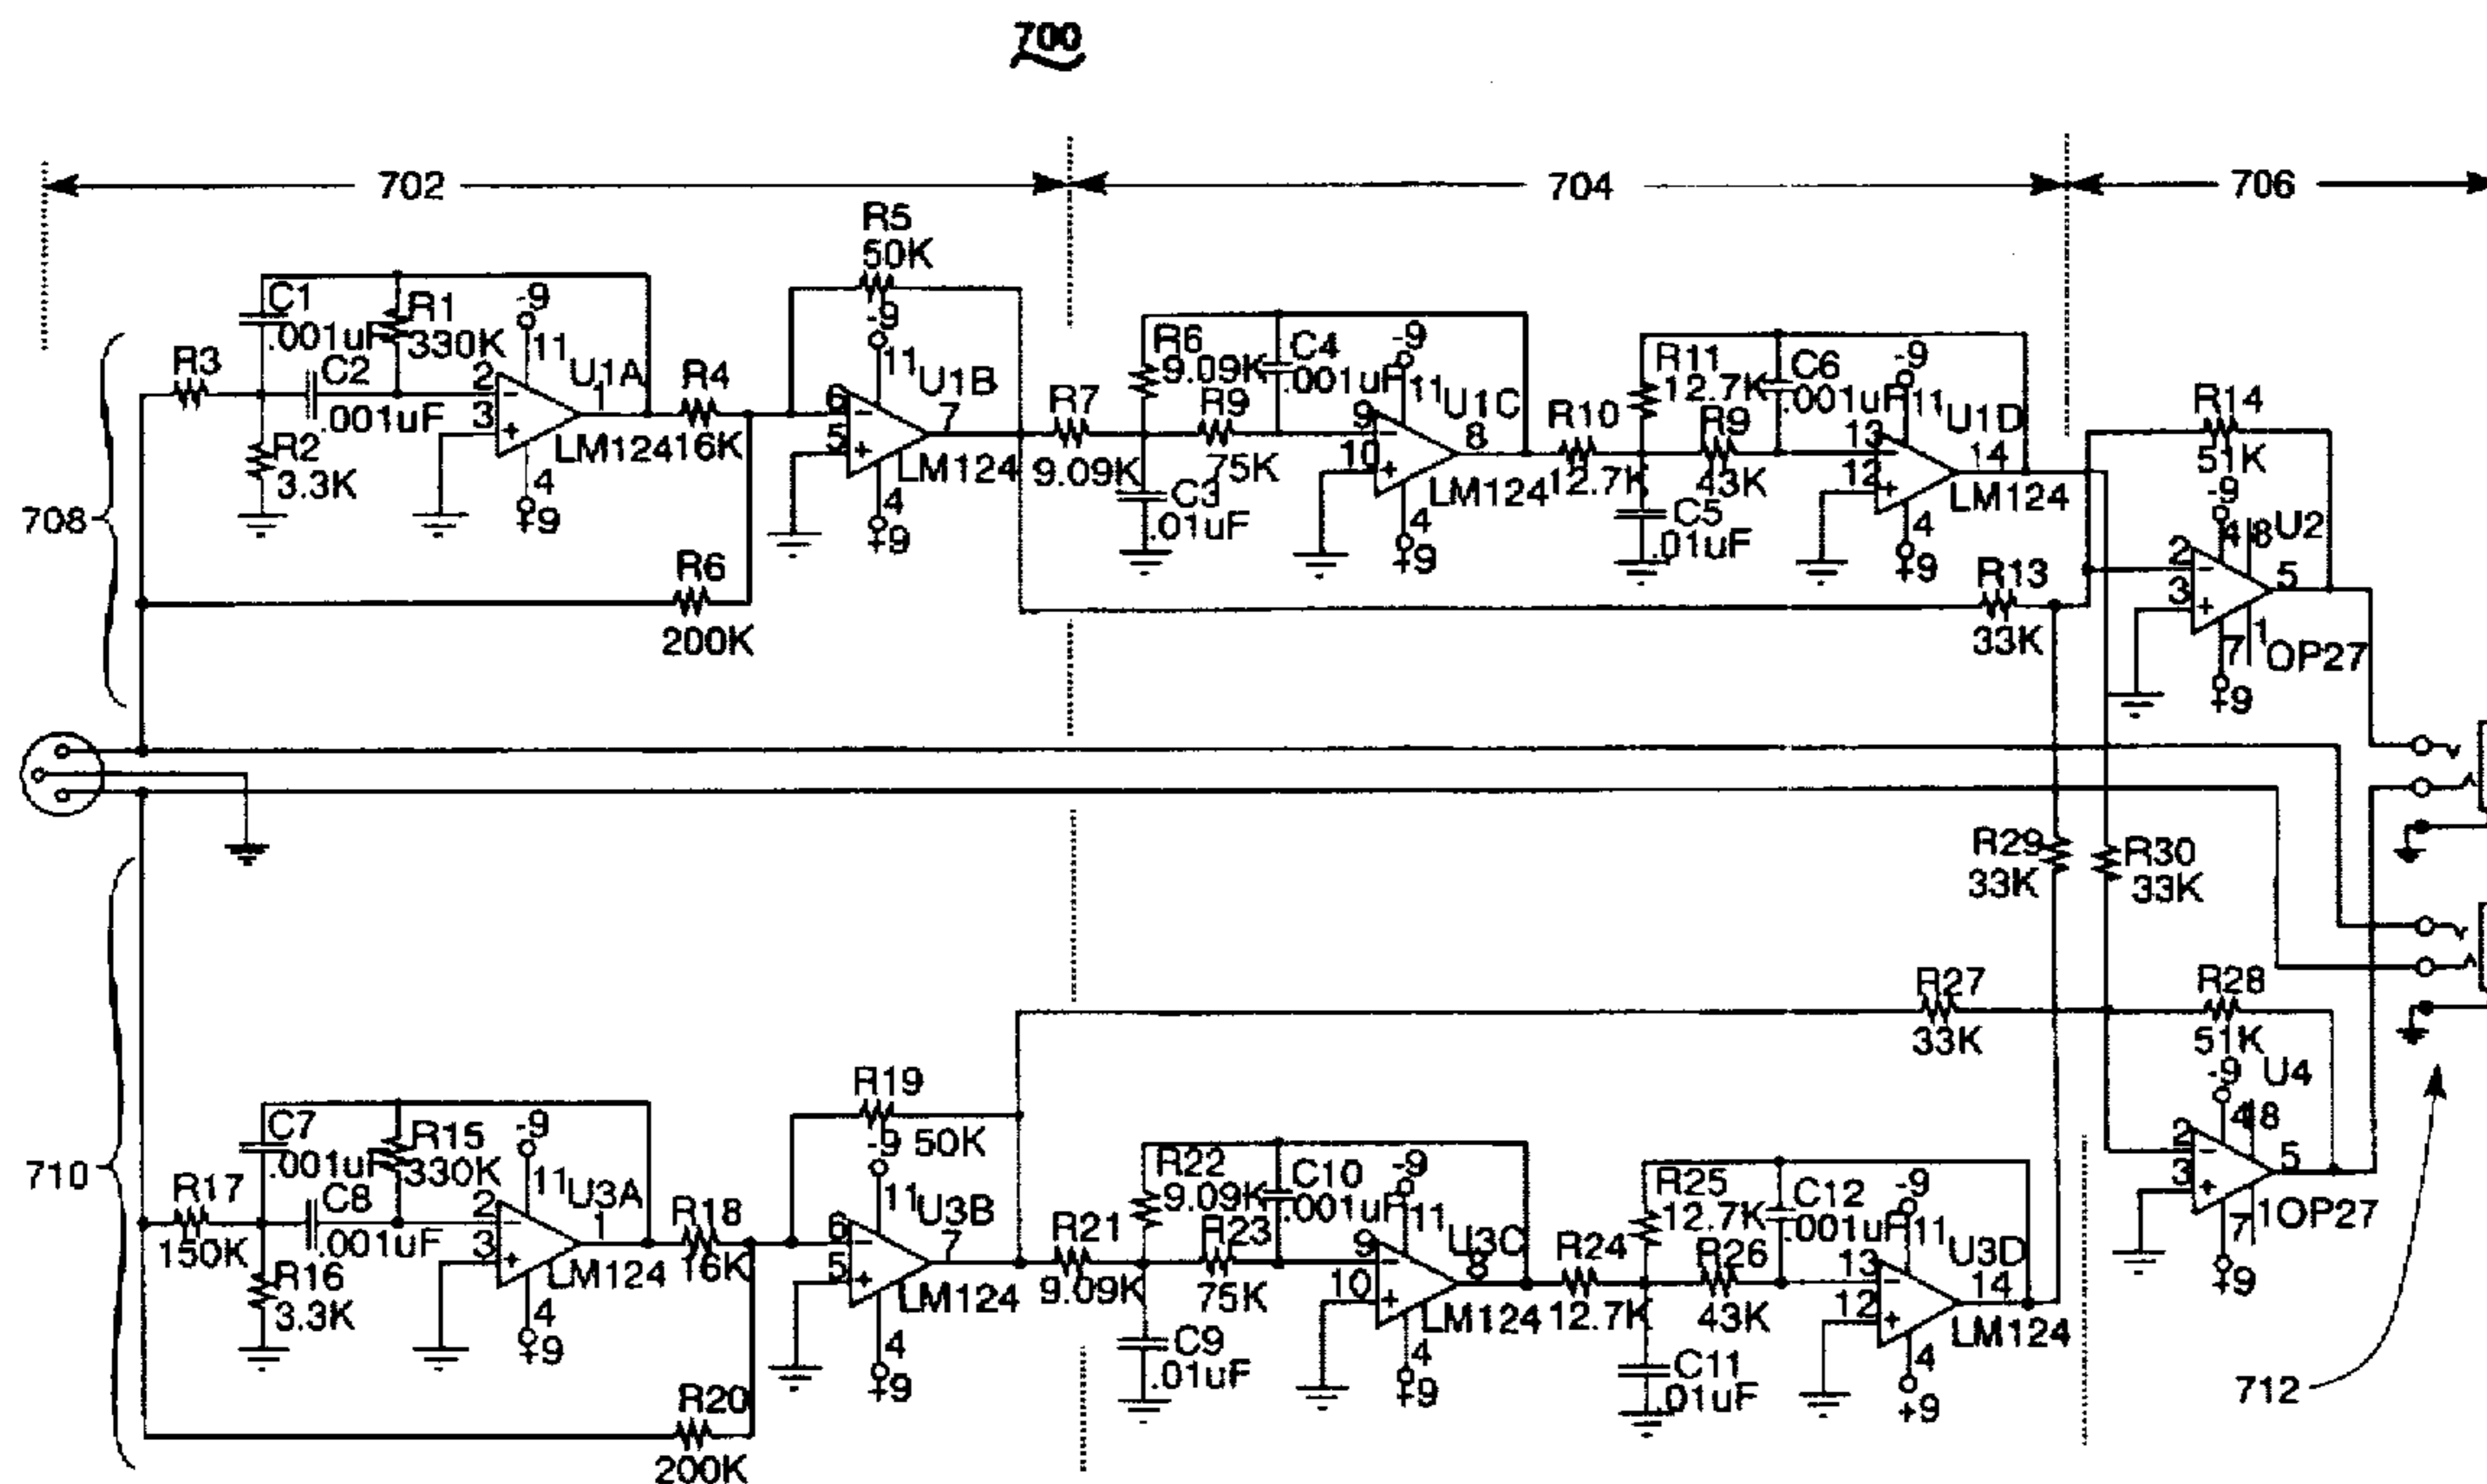 700
702
704
706
R5
50K
C1
.001uF
R1
330K
-9
11
R3
C2
.001uF
2
3
U1A
1
LM124
R2
3.3K
4
+9
R4
16K
-9
11
U1B
6
5
7
LM124
4
+9
R6
200K
708
R6
9.09K
C4
.001uF
-9
11
U1C
R7
9.09K
R9
75K
9
10
8
LM124
C3
.01uF
4
+9
R11
12.7K
C6
.001uF
-9
11
U1D
R10
12.7K
R9
43K
13
12
14
LM124
C5
.01uF
4
+9
R14
51K
-9
4
8
U2
2
3
5
7
1
OP27
+9
R13
33K
R29
33K
R30
33K
R27
33K
R28
51K
-9
4
8
U4
2
3
5
7
1
OP27
+9
710
C7
.001uF
R15
330K
-9
11
U3A
R17
150K
C8
.001uF
2
3
1
LM124
R16
3.3K
4
+9
R18
16K
R19
50K
-9
11
U3B
6
5
7
LM124
4
+9
R20
200K
R22
9.09K
C10
.001uF
-9
11
U3C
R21
9.09K
R23
75K
9
10
8
LM124
C9
.01uF
4
+9
R25
12.7K
C12
.001uF
-9
11
U3D
R24
12.7K
R26
43K
13
12
14
LM124
C11
.01uF
4
+9
712